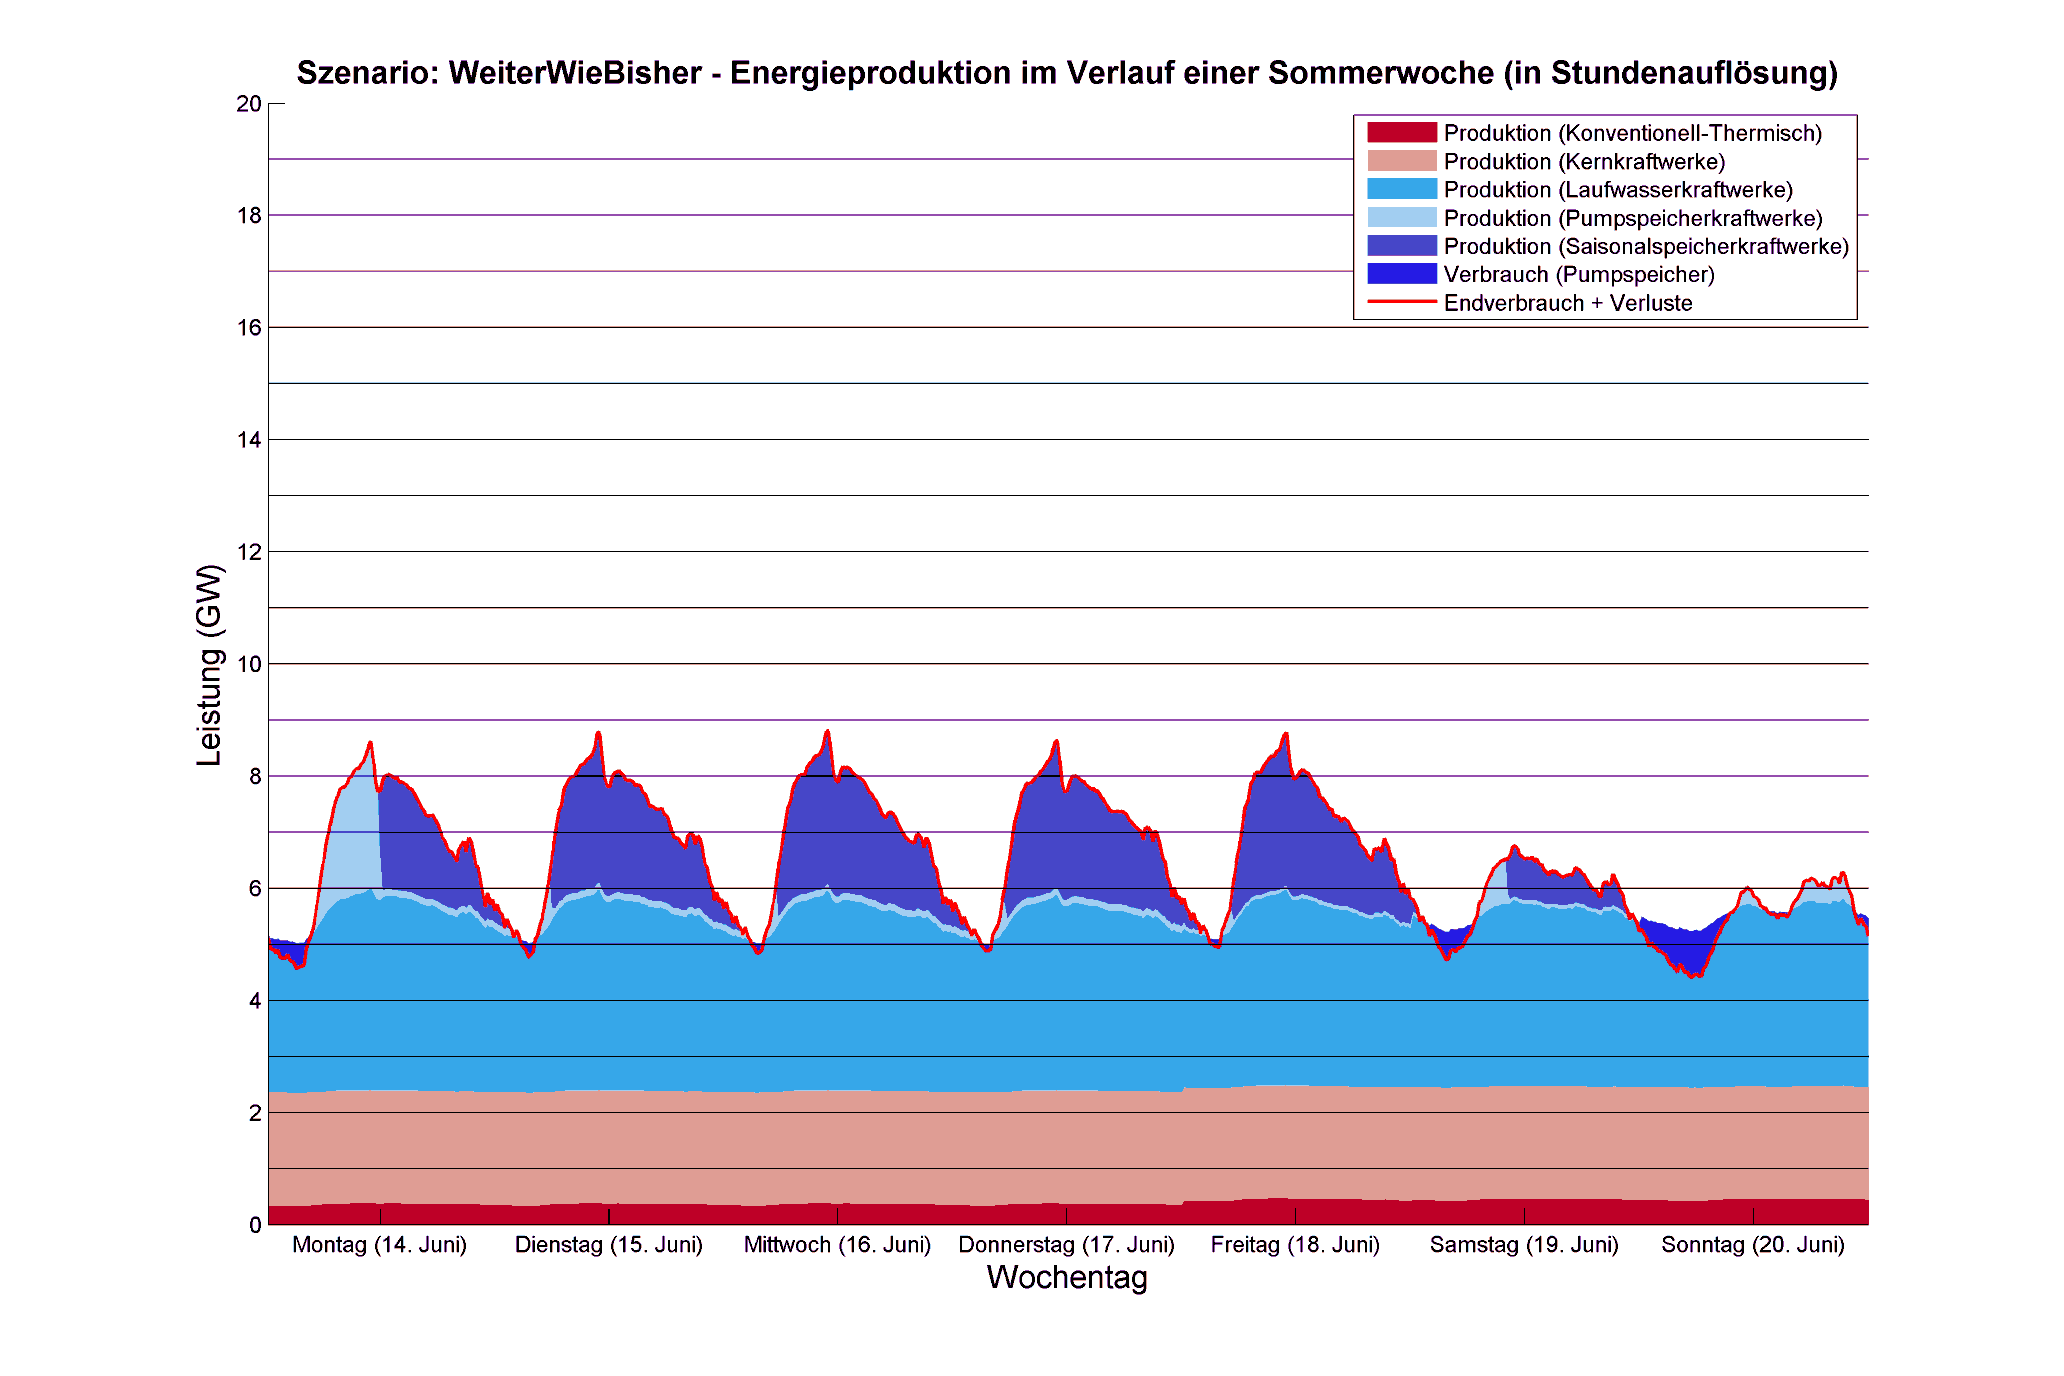 Szenario: WeiterWieBisher - Energieproduktion im Verlauf einer Sommerwoche (in Stundenauflösung)
20
18
16
14
12
10
8
6
4
2
0
Leistung (GW)
Produktion (Konventionell-Thermisch)
Produktion (Kernkraftwerke)
Produktion (Laufwasserkraftwerke)
Produktion (Pumpspeicherkraftwerke)
Produktion (Saisonalspeicherkraftwerke)
Verbrauch (Pumpspeicher)
Endverbrauch + Verluste
Montag (14. Juni) Dienstag (15. Juni) Mittwoch (16. Juni) Donnerstag (17. Juni) Freitag (18. Juni) Samstag (19. Juni) Sonntag (20. Juni)
Wochentag